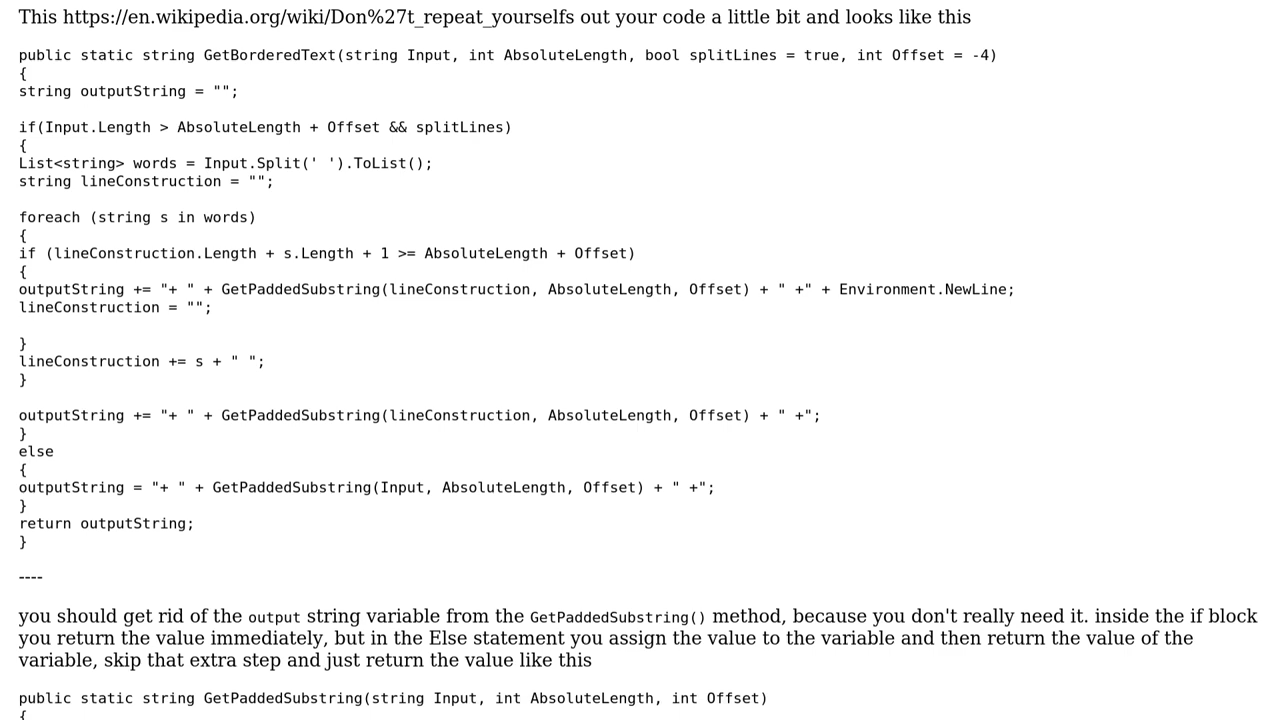 This https://en.wikipedia.org/wiki/Don%27t_repeat_yourselfs out your code a little bit and looks like this
public static string GetBorderedText(string Input, int AbsoluteLength, bool splitLines = true, int Offset = -4)
{
string outputString = "";
if(Input.Length > AbsoluteLength + Offset && splitLines)
{
List<string> words = Input.Split(' ').ToList();
string lineConstruction = "";
foreach (string s in words)
{
if (lineConstruction.Length + s.Length + 1 >= AbsoluteLength + Offset)
{
outputString += "+ " + GetPaddedSubstring(lineConstruction, AbsoluteLength, Offset) + " +" + Environment.NewLine;
lineConstruction = "";
}
lineConstruction += s + " ";
}
outputString += "+ " + GetPaddedSubstring(lineConstruction, AbsoluteLength, Offset) + " +";
}
else
{
outputString = "+ " + GetPaddedSubstring(Input, AbsoluteLength, Offset) + " +";
}
return outputString;
}
----
you should get rid of the output string variable from the GetPaddedSubstring() method, because you don't really need it. inside the if block
you return the value immediately, but in the Else statement you assign the value to the variable and then return the value of the
variable, skip that extra step and just return the value like this
public static string GetPaddedSubstring(string Input, int AbsoluteLength, int Offset)
{